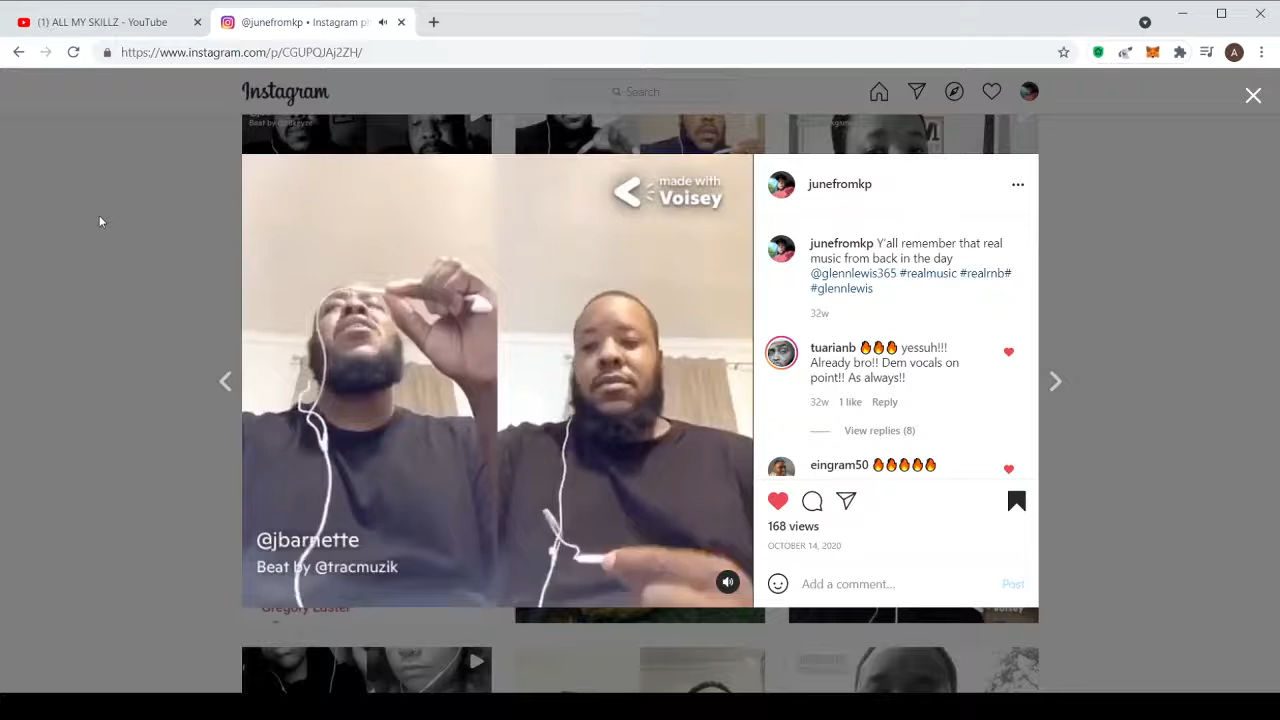 (1) ALL MY SKILLZ - YouTube
@junefromkp • Instagram ph
https://www.instagram.com/p/CGUPQJAj2ZH/
A
Instagram
Search
made with
Voisey
@jbarnette
Beat by @tracmuzik
junefromkp
junefromkp Y'all remember that real
music from back in the day
@glennlewis365 #realmusic #realrnb#
#glennlewis
32w
tuarianb 🔥🔥🔥 yessuh!!!
Already bro!! Dem vocals on
point!! As always!!
32w 1 like Reply
View replies (8)
eingram50 🔥🔥🔥🔥🔥
168 views
OCTOBER 14, 2020
Add a comment...
Post